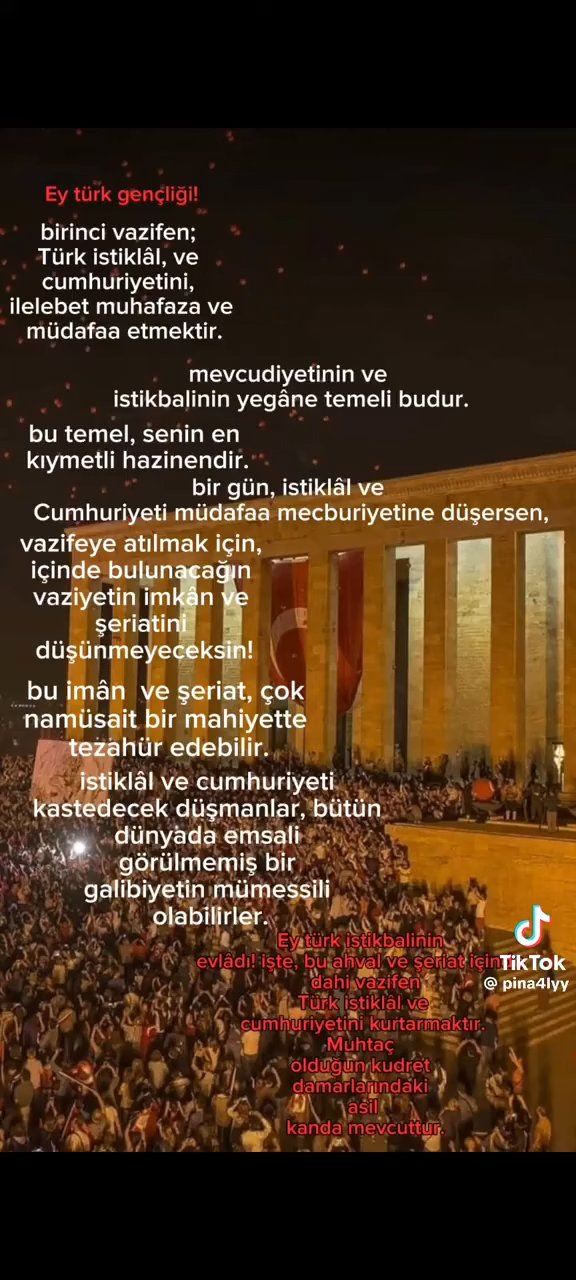 Ey türk gençliği!
birinci vazifen;
Türk istiklâl, ve
cumhuriyetini,
ilelebet muhafaza ve
müdafaa etmektir.
mevcudiyetinin ve
istikbalinin yegâne temeli budur.
bu temel, senin en
kıymetli hazinendir.
bir gün, istiklâl ve
Cumhuriyeti müdafaa mecburiyetine düşersen,
vazifeye atılmak için,
içinde bulunacağın
vaziyetin imkân ve
şeriatini
düşünmeyeceksin!
bu imân ve şeriat, çok
namüsait bir mahiyette
tezahür edebilir.
istiklâl ve cumhuriyeti
kastedecek düşmanlar, bütün
dünyada emsali
görülmemiş bir
galibiyetin mümessili
olabilirler.
Ey türk istikbalinin
evlâdı! işte, bu ahval ve şeriat için
dahi vazifen
Türk istiklâl ve
cumhuriyetini kurtarmaktır.
Muhtaç
olduğun kudret
damarlarındaki
asil
kanda mevcuttur.
TikTok
@ pina4lyy